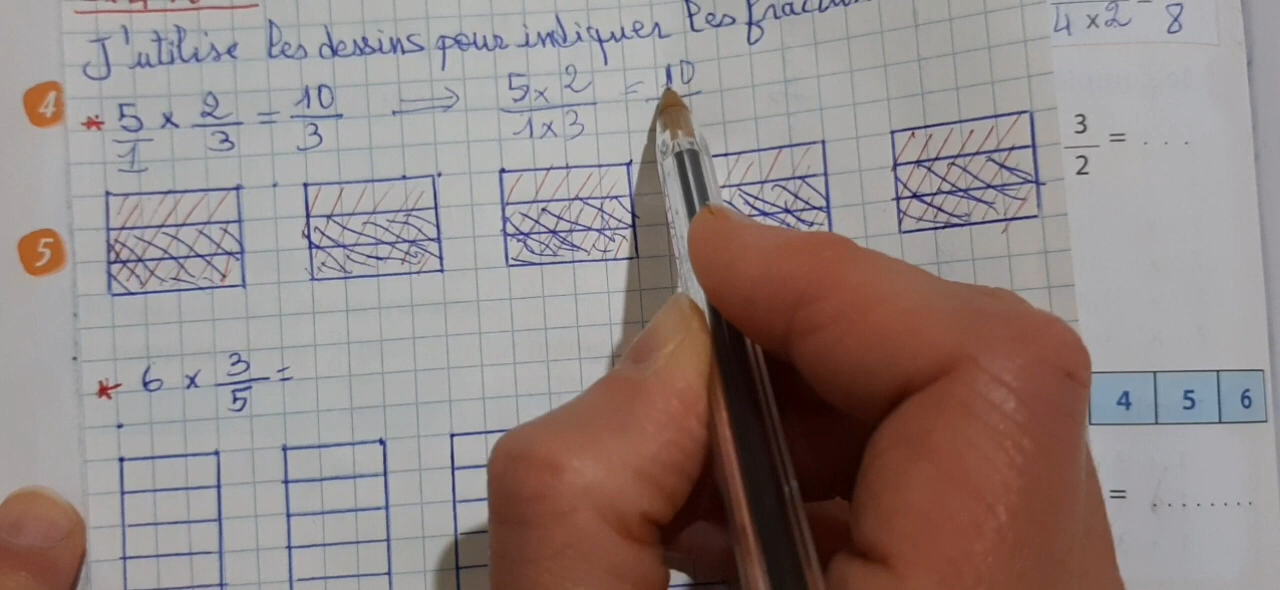 J'utilise les dessins pour indiquer les
4×2 8
4 * 5/1 × 2/3 = 10/3 ⟹ 5×2/1×3 = 10
3/2 = ...
5
* 6 × 3/5 =
4 5 6
= ........